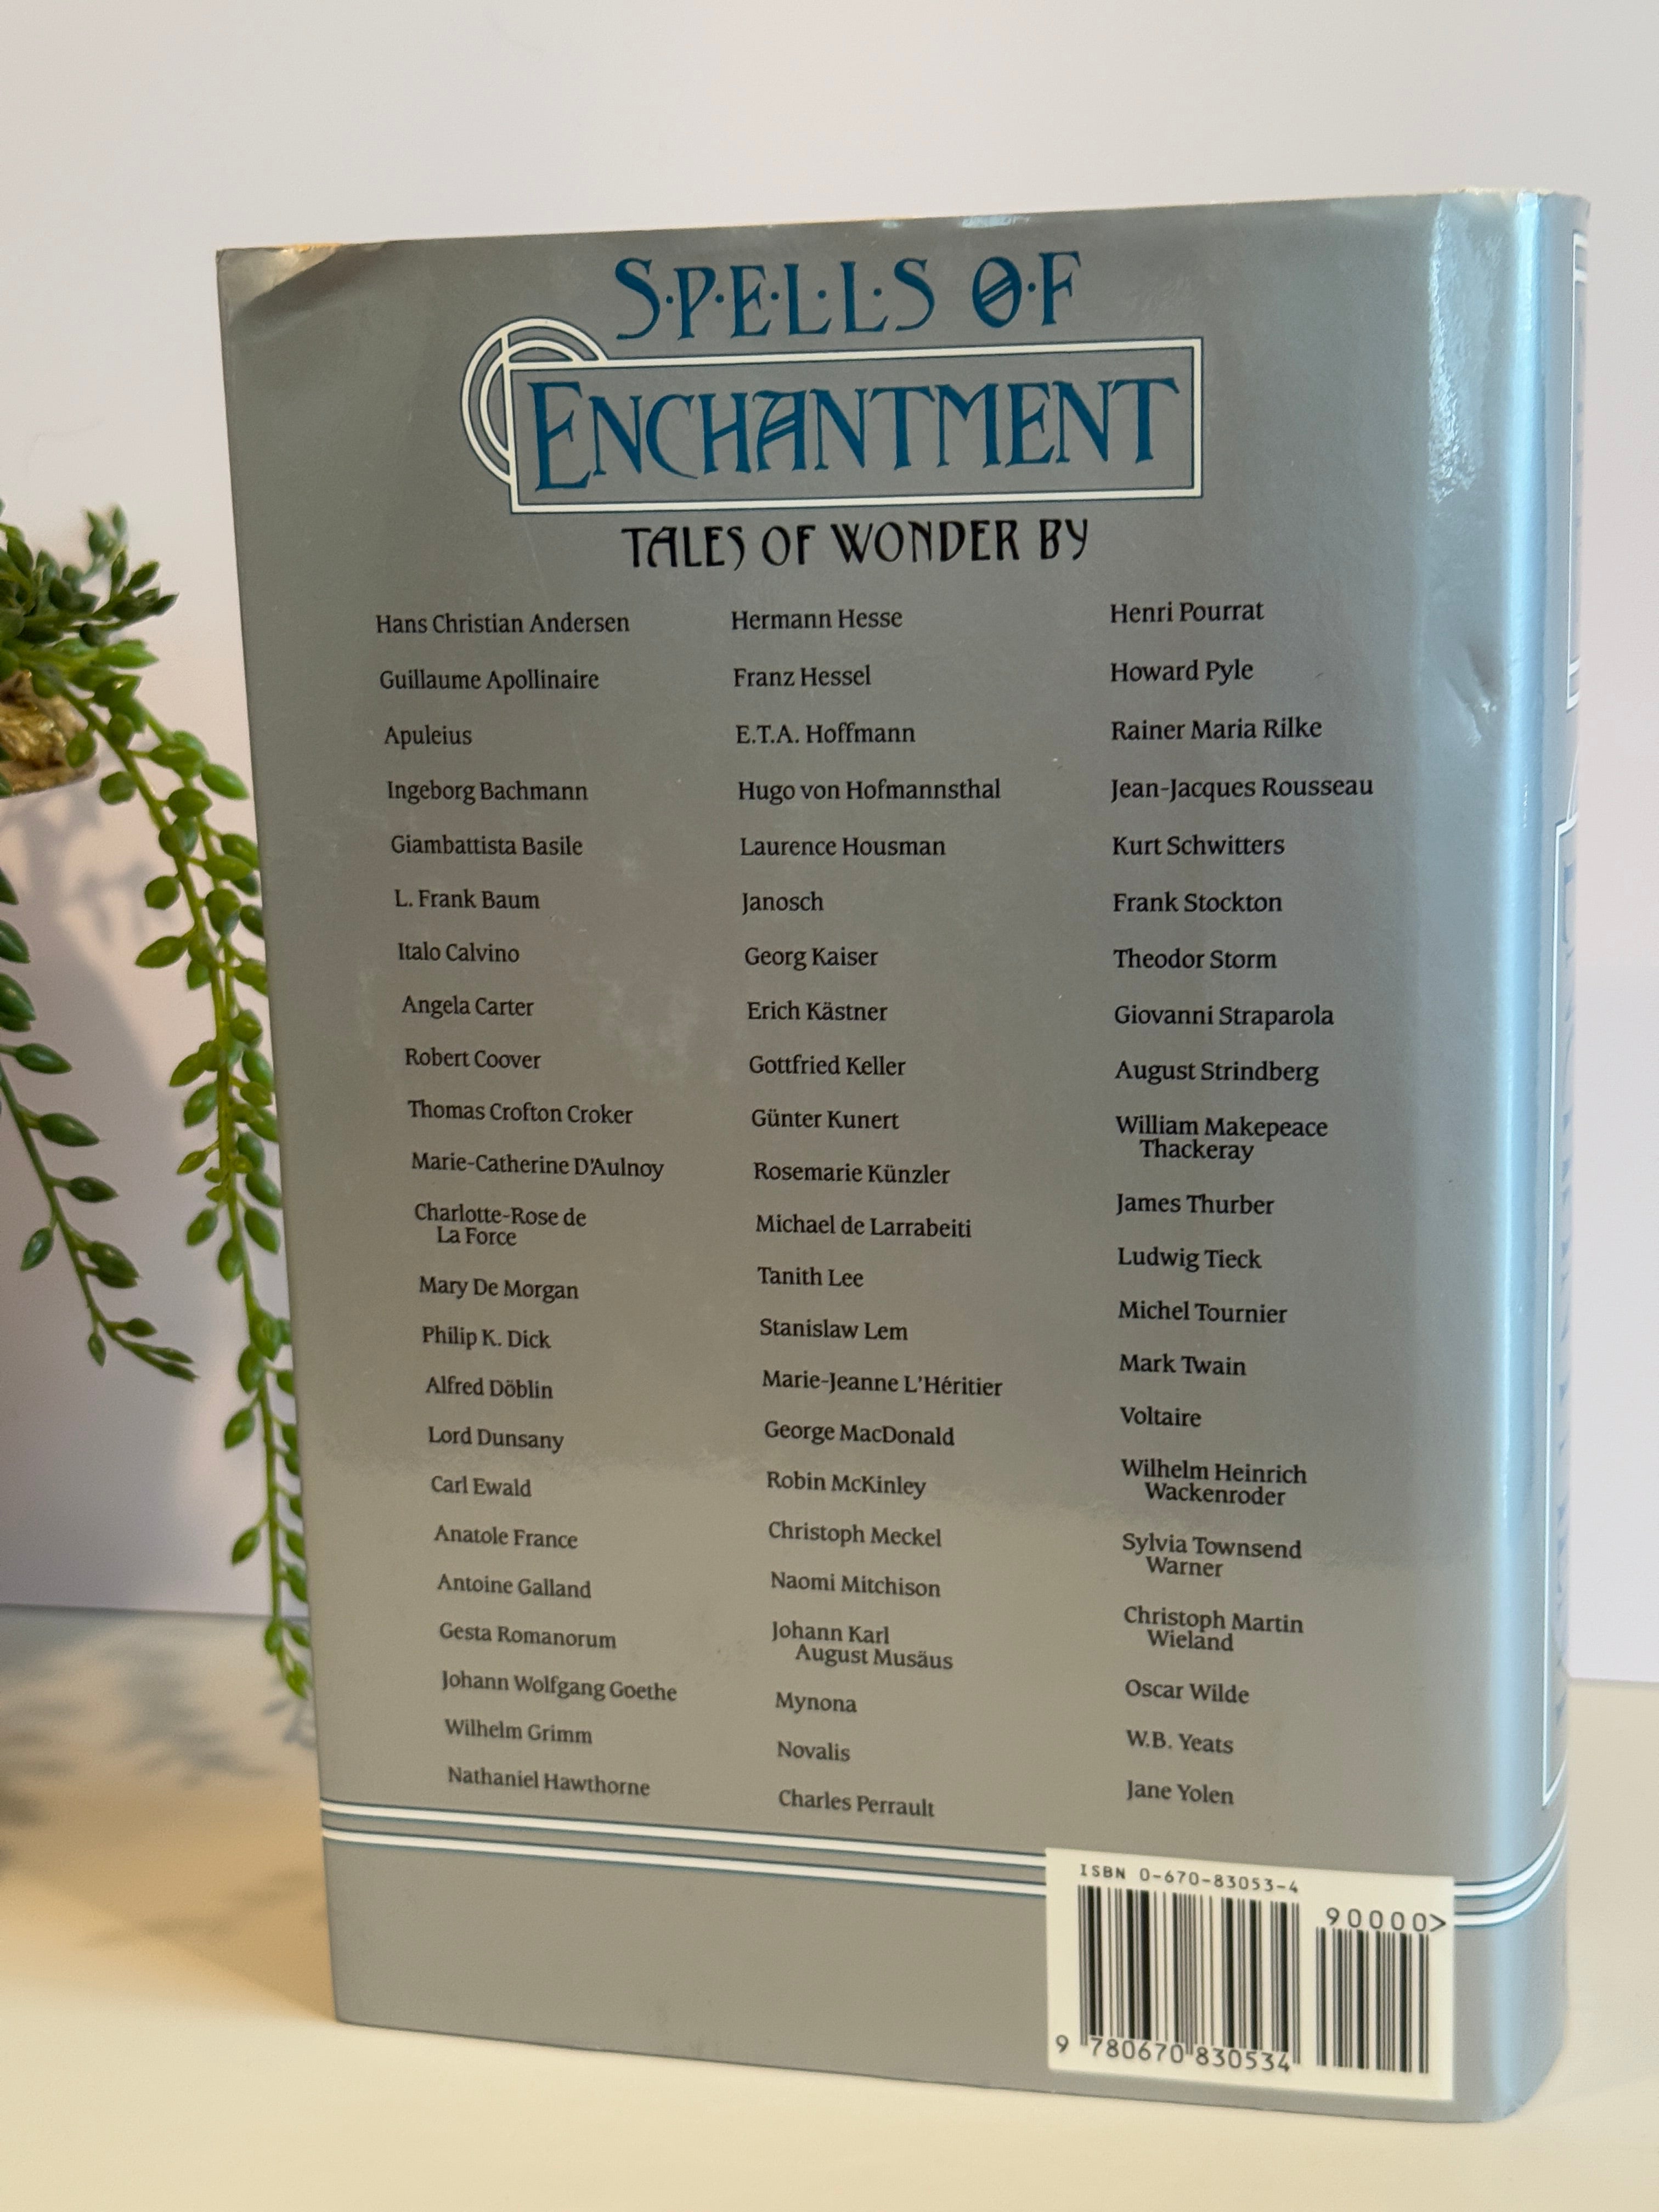 S·P·E·L·L·S O·F
ENCHANTMENT
TALES OF WONDER BY
Hans Christian Andersen
Guillaume Apollinaire
Apuleius
Ingeborg Bachmann
Giambattista Basile
L. Frank Baum
Italo Calvino
Angela Carter
Robert Coover
Thomas Crofton Croker
Marie-Catherine D'Aulnoy
Charlotte-Rose de
La Force
Mary De Morgan
Philip K. Dick
Alfred Döblin
Lord Dunsany
Carl Ewald
Anatole France
Antoine Galland
Gesta Romanorum
Johann Wolfgang Goethe
Wilhelm Grimm
Nathaniel Hawthorne
Hermann Hesse
Franz Hessel
E.T.A. Hoffmann
Hugo von Hofmannsthal
Laurence Housman
Janosch
Georg Kaiser
Erich Kästner
Gottfried Keller
Günter Kunert
Rosemarie Künzler
Michael de Larrabeiti
Tanith Lee
Stanislaw Lem
Marie-Jeanne L'Héritier
George MacDonald
Robin McKinley
Christoph Meckel
Naomi Mitchison
Johann Karl
August Musäus
Mynona
Novalis
Charles Perrault
Henri Pourrat
Howard Pyle
Rainer Maria Rilke
Jean-Jacques Rousseau
Kurt Schwitters
Frank Stockton
Theodor Storm
Giovanni Straparola
August Strindberg
William Makepeace
Thackeray
James Thurber
Ludwig Tieck
Michel Tournier
Mark Twain
Voltaire
Wilhelm Heinrich
Wackenroder
Sylvia Townsend
Warner
Christoph Martin
Wieland
Oscar Wilde
W.B. Yeats
Jane Yolen
ISBN 0-670-83053-4
90000>
9 780670 830534